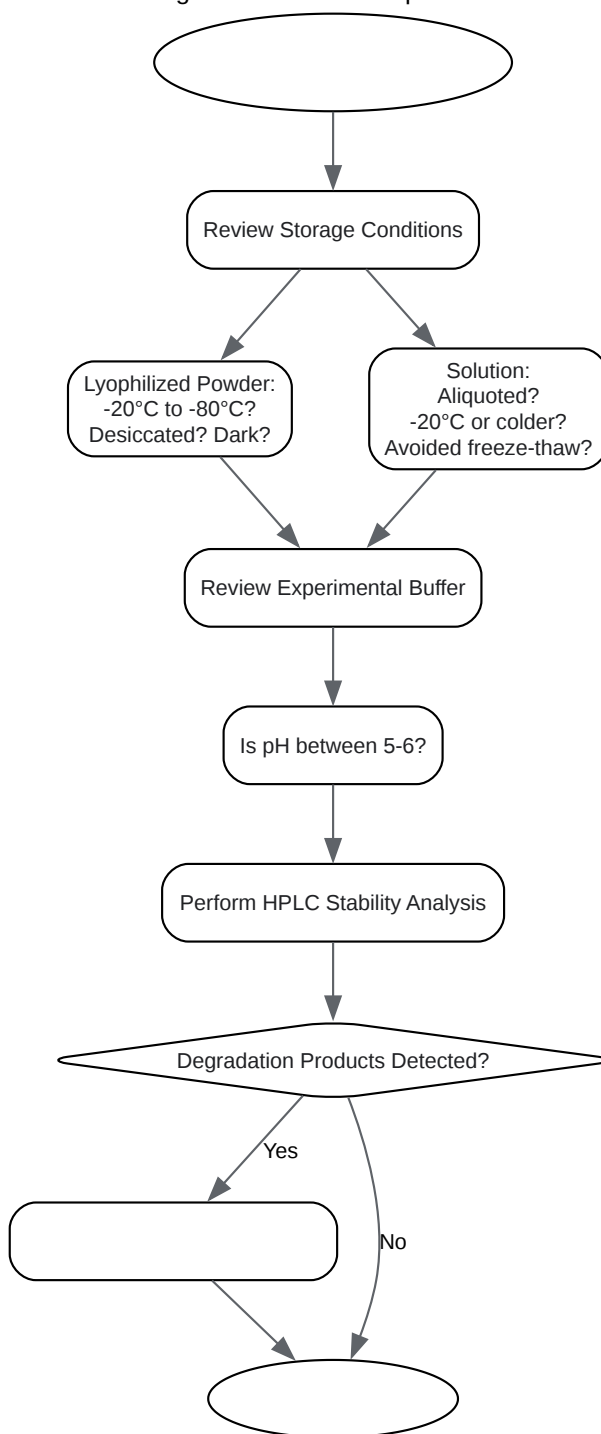 Review Storage Conditions
Lyophilized Powder:
-20°C to -80°C?
Desiccated? Dark?
Solution:
Aliquoted?
-20°C or colder?
Avoided freeze-thaw?
Review Experimental Buffer
Is pH between 5-6?
Perform HPLC Stability Analysis
Degradation Products Detected?
Yes
No